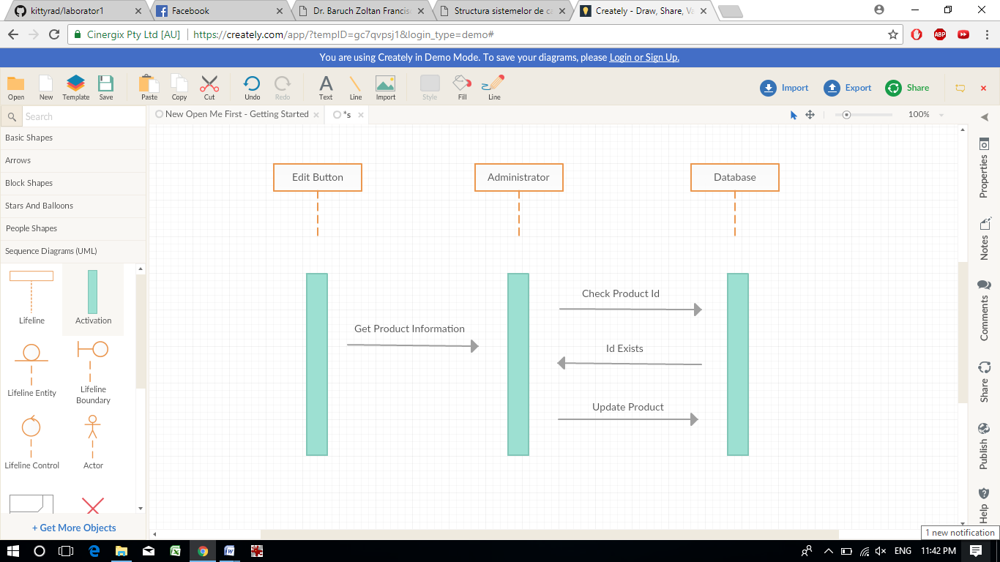 kittyrad/laborator1
Facebook
Dr. Baruch Zoltan Francis
Structura sistemelor de ca
Creately - Draw, Share, Va
Cinergix Pty Ltd [AU]
https://creately.com/app/?tempID=gc7qvpsj1&login_type=demo#
ABP
You are using Creately in Demo Mode. To save your diagrams, please Login or Sign Up.
Open New Template Save Paste Copy Cut Undo Redo Text Line Import Style Fill Line
Import Export Share
Search
New Open Me First - Getting Started
*s
100%
Basic Shapes
Arrows
Block Shapes
Stars And Balloons
People Shapes
Sequence Diagrams (UML)
Lifeline
Activation
Lifeline Entity
Lifeline
Boundary
Lifeline Control
Actor
+ Get More Objects
Edit Button
Administrator
Database
Check Product Id
Get Product Information
Id Exists
Update Product
Properties
Notes
Comments
Share
Publish
Help
1 new notification
ENG
11:42 PM